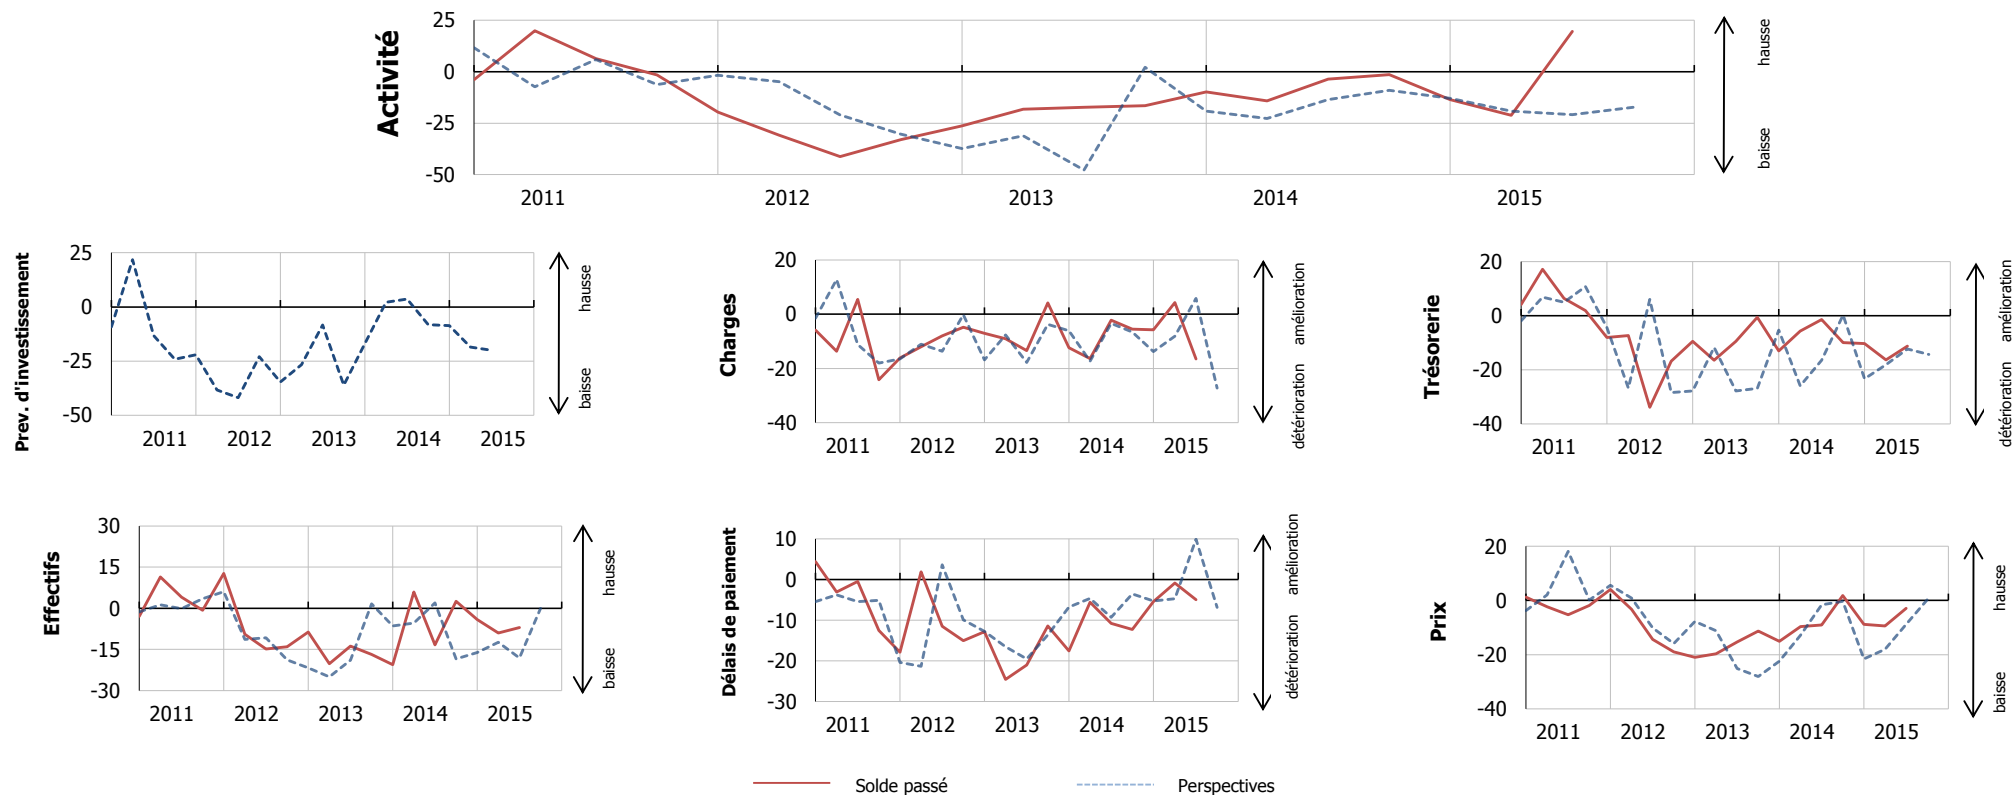 Activité
25
0
-25
-50
2011 2012 2013 2014 2015
hausse
baisse
Prev. d'investissement
25
0
-25
-50
2011 2012 2013 2014 2015
hausse
baisse
Charges
20
0
-20
-40
2011 2012 2013 2014 2015
amélioration
détérioration
Trésorerie
20
0
-20
-40
2011 2012 2013 2014 2015
amélioration
détérioration
Effectifs
30
15
0
-15
-30
2011 2012 2013 2014 2015
hausse
baisse
Délais de paiement
10
0
-10
-20
-30
2011 2012 2013 2014 2015
amélioration
détérioration
Prix
20
0
-20
-40
2011 2012 2013 2014 2015
hausse
baisse
Solde passé
Perspectives